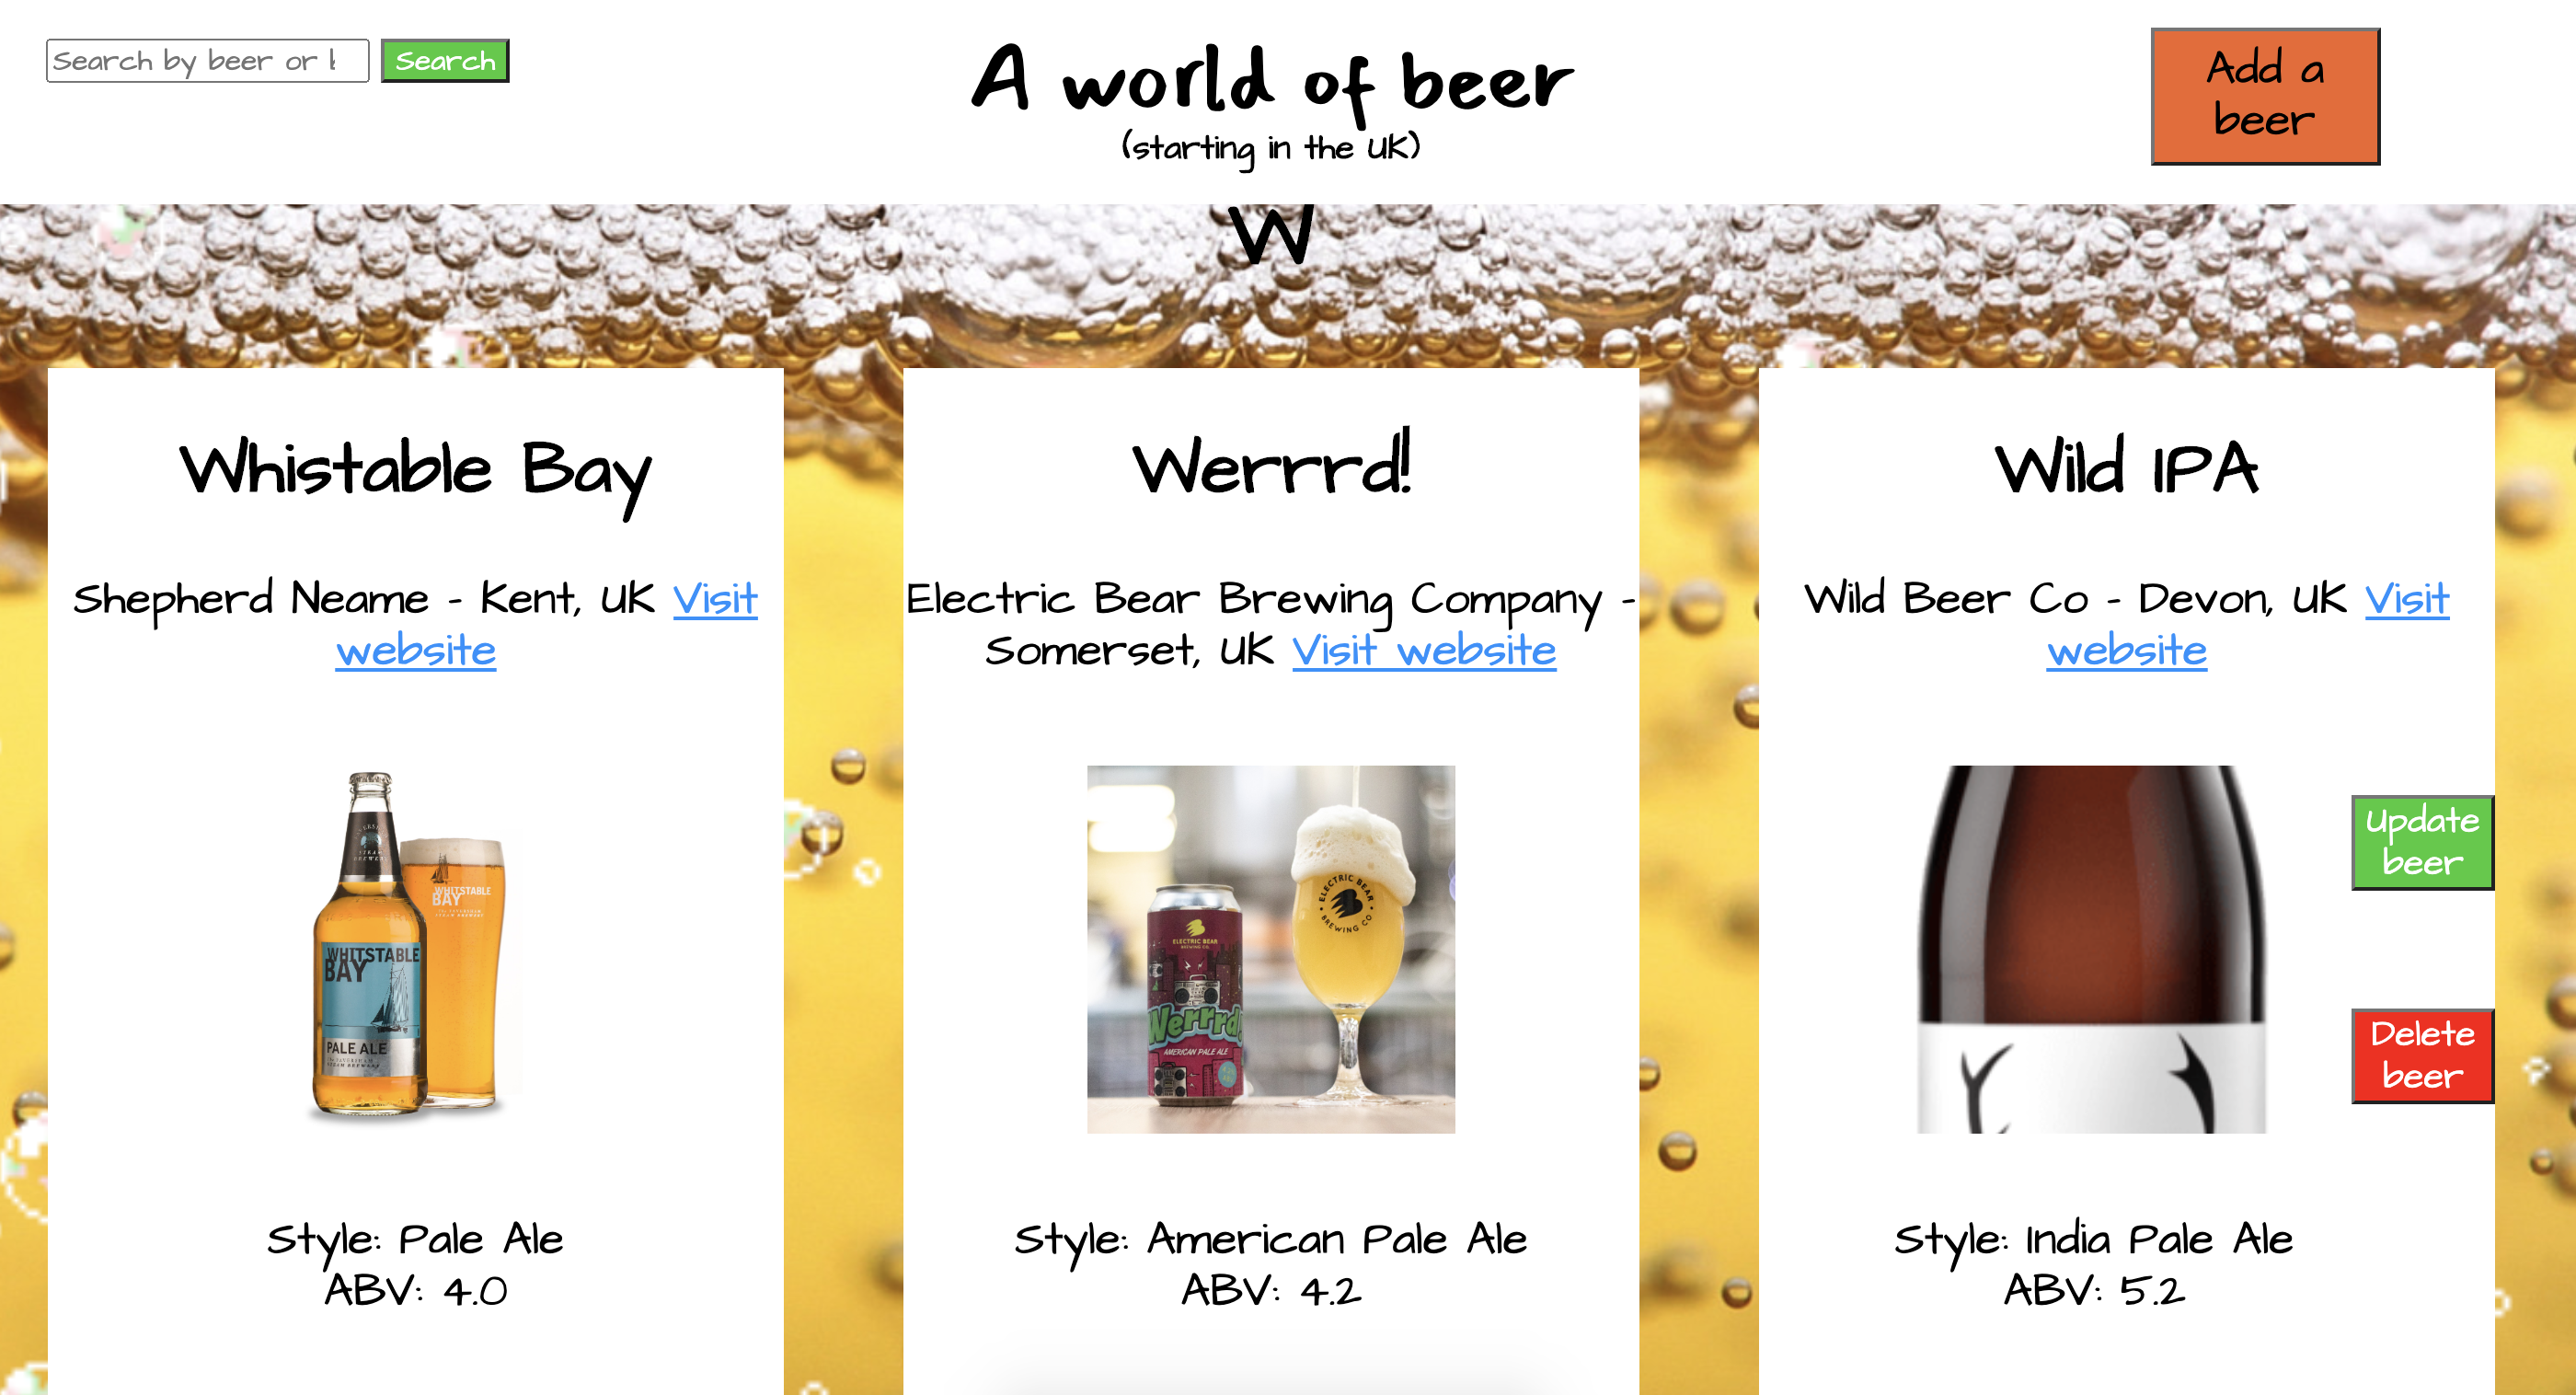 Search by beer or b
Search
A world of beer
(starting in the UK)
Add a
beer
W
Whistable Bay
Shepherd Neame - Kent, UK Visit
website
WHITSTABLE
BAY
WHITSTABLE
BAY
PALE ALE
Style: Pale Ale
ABV: 4.0
Werrrd!
Electric Bear Brewing Company -
Somerset, UK Visit website
ELECTRIC BEAR
BREWING CO
ELECTRIC BEAR
BREWING CO.
Werrrd!
AMERICAN PALE ALE
Style: American Pale Ale
ABV: 4.2
Wild IPA
Wild Beer Co - Devon, UK Visit
website
Update
beer
Delete
beer
Style: India Pale Ale
ABV: 5.2